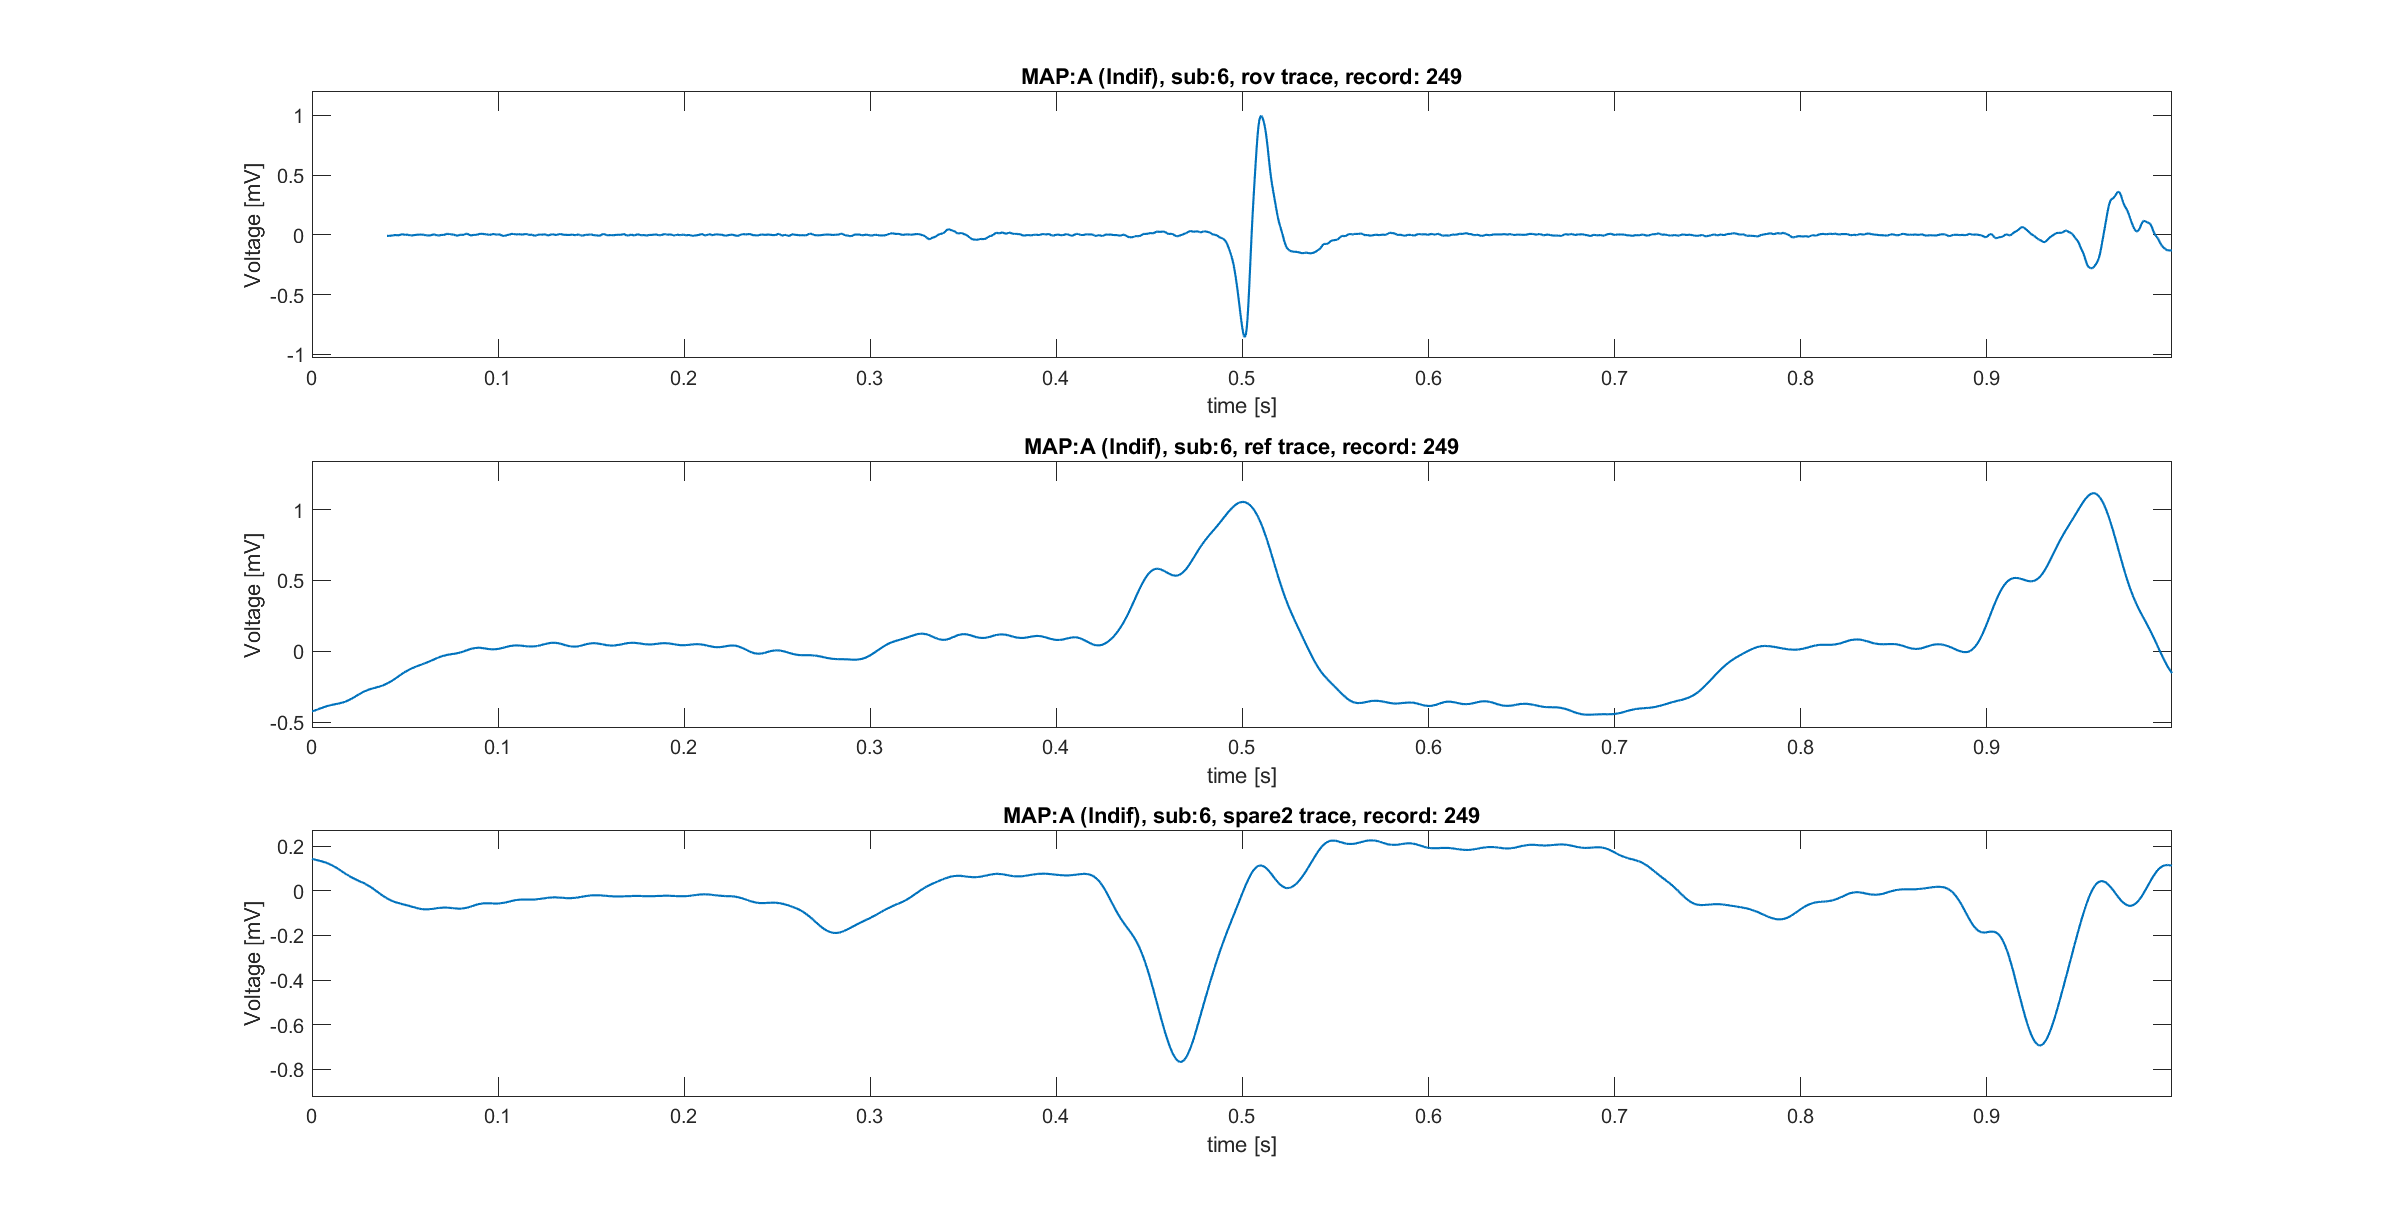 MAP:A (Indif), sub:6, rov trace, record: 249
1
0.5
0
-0.5
-1
Voltage [mV]
0 0.1 0.2 0.3 0.4 0.5 0.6 0.7 0.8 0.9
time [s]
MAP:A (Indif), sub:6, ref trace, record: 249
1
0.5
0
-0.5
Voltage [mV]
0 0.1 0.2 0.3 0.4 0.5 0.6 0.7 0.8 0.9
time [s]
MAP:A (Indif), sub:6, spare2 trace, record: 249
0.2
0
-0.2
-0.4
-0.6
-0.8
Voltage [mV]
0 0.1 0.2 0.3 0.4 0.5 0.6 0.7 0.8 0.9
time [s]